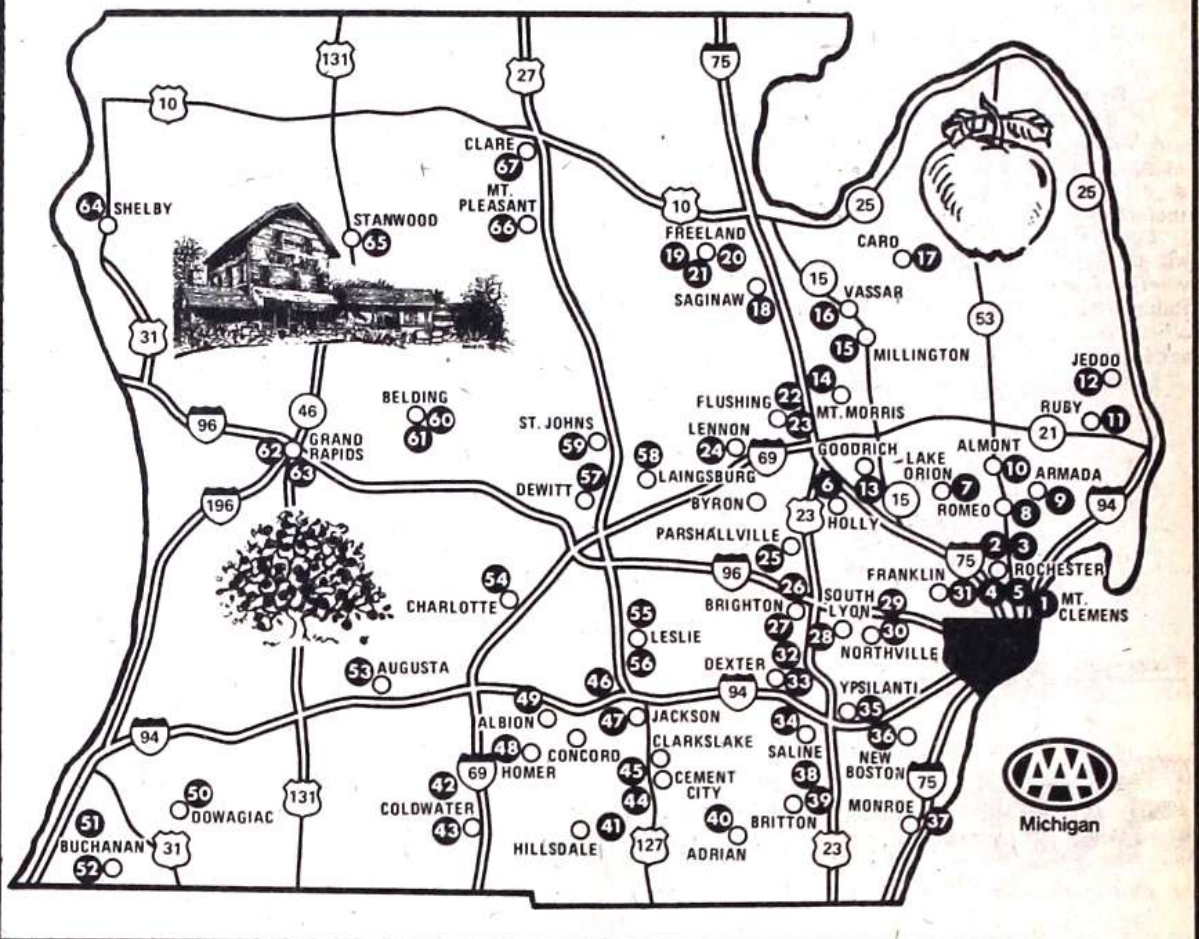 131
27
75
10
CLARE
67
MT.
PLEASANT
66
25
25
64 SHELBY
STANWOOD
65
10
FREELAND
19 20
21
CARO
17
SAGINAW
18
15
VASSAR
16
53
31
15
MILLINGTON
JEDDO
12
14
MT. MORRIS
BELDING
60
61
22
FLUSHING
23
RUBY
11
46
96
ST. JOHNS
59
LENNON
24
69
21
GRAND
RAPIDS
62
63
58
LAINGSBURG
GOODRICH
13
ALMONT
10
LAKE
ORION
7
ARMADA
9
57
DEWITT
BYRON
6
HOLLY
15
ROMEO
8
94
196
23
PARSHALLVILLE
25
75
2 3
ROCHESTER
96
FRANKLIN
31 4 5
1 MT.
CLEMENS
54
CHARLOTTE
26
BRIGHTON
27
SOUTH
LYON
28
29
30
NORTHVILLE
55
LESLIE
56
32
DEXTER
33
53 AUGUSTA
46
94
YPSILANTI
35
49
ALBION
47
JACKSON
34
SALINE
36
NEW
BOSTON
94
48
HOMER
CONCORD
CLARKSLAKE
45
CEMENT
CITY
44
69
38
39
BRITTON
75
MONROE
37
AAA
Michigan
42
COLDWATER
43
50
DOWAGIAC
131
51
BUCHANAN
52
31
HILLSDALE
41
127
40
ADRIAN
23